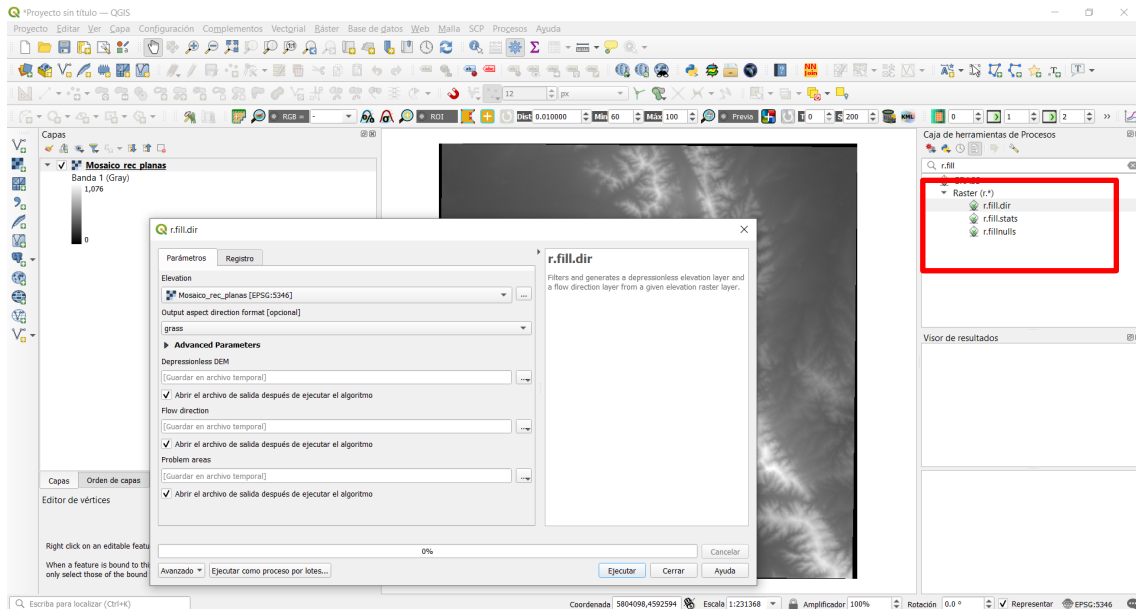 *Proyecto sin título — QGIS
Proyecto Editar Ver Capa Configuración Complementos Vectorial Ráster Base de datos Web Malla SCP Procesos Ayuda
12 px
RGB = - ROI Dist 0.010000 Min 60 Máx 100 Previa T 0 S 200 KML 0 1 2 »
Capas
Caja de herramientas de Procesos
r.fill
Mosaico_rec_planas
Banda 1 (Gray)
1,076
0
Raster (r.*)
r.fill.dir
r.fill.stats
r.fillnulls
r.fill.dir
Parámetros Registro
Elevation
Mosaico_rec_planas [EPSG:5346]
...
Output aspect direction format [opcional]
grass
Advanced Parameters
Depressionless DEM
[Guardar en archivo temporal]
Abrir el archivo de salida después de ejecutar el algoritmo
Flow direction
[Guardar en archivo temporal]
Abrir el archivo de salida después de ejecutar el algoritmo
Problem areas
[Guardar en archivo temporal]
Abrir el archivo de salida después de ejecutar el algoritmo
r.fill.dir
Filters and generates a depressionless elevation layer and
a flow direction layer from a given elevation raster layer.
0%
Cancelar
Avanzado Ejecutar como proceso por lotes... Ejecutar Cerrar Ayuda
Visor de resultados
Capas Orden de capas
Editor de vértices
Right click on an editable featu
When a feature is bound to thi
only select those of the bound
Escriba para localizar (Ctrl+K) Coordenada 5804098,4592594 Escala 1:231368 Amplificador 100% Rotación 0.0 ° Representar EPSG:5346